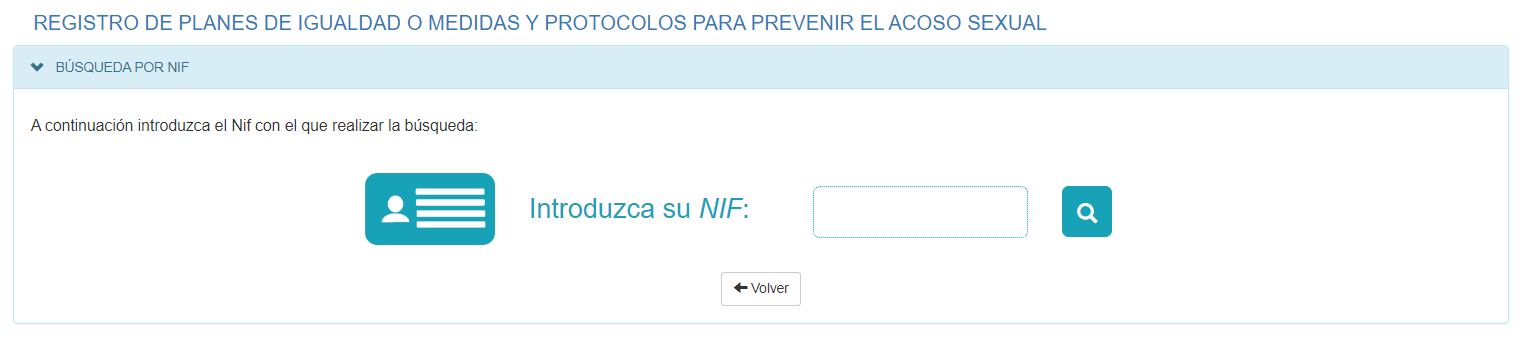 REGISTRO DE PLANES DE IGUALDAD O MEDIDAS Y PROTOCOLOS PARA PREVENIR EL ACOSO SEXUAL
BÚSQUEDA POR NIF
A continuación introduzca el Nif con el que realizar la búsqueda:
Introduzca su NIF:
Volver